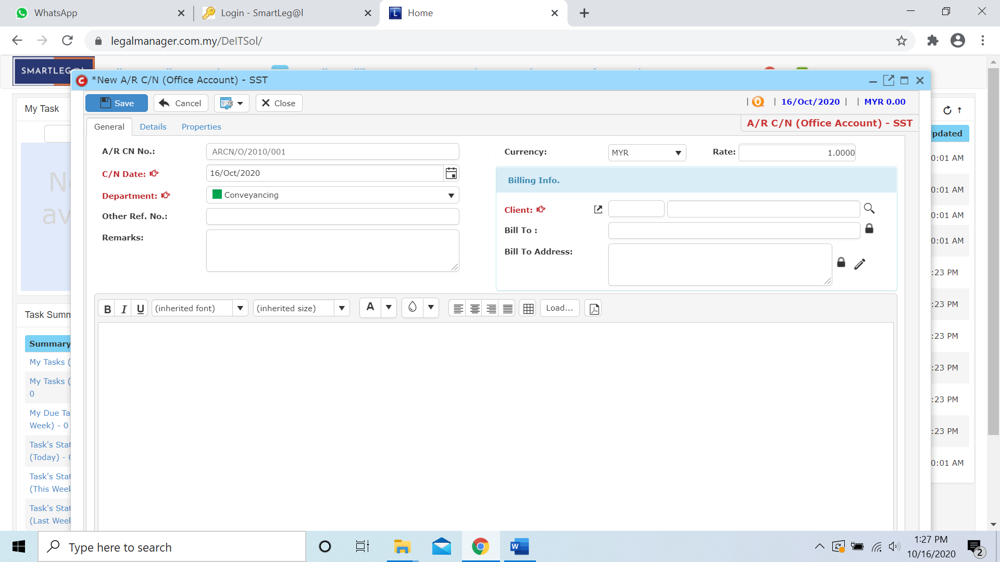 WhatsApp
Login - SmartLeg@l
Home
legalmanager.com.my/DeITSol/
SMARTLEG@L
*New A/R C/N (Office Account) - SST
Save
Cancel
Close
| | 16/Oct/2020 | | MYR 0.00
General
Details
Properties
A/R C/N (Office Account) - SST
A/R CN No.:
ARCN/O/2010/001
C/N Date:
16/Oct/2020
Department:
Conveyancing
Other Ref. No.:
Remarks:
Currency:
MYR
Rate:
1.0000
Billing Info.
Client:
Bill To :
Bill To Address:
B I U
(inherited font)
(inherited size)
A
Load...
My Task
No
av
Task Summ
Summary
My Tasks (
My Tasks (
0
My Due Ta
Week) - 0
Task's Stat
(Today) - 0
Task's Stat
(This Week
Task's Stat
(Last Week
pdated
0:01 AM
0:01 AM
0:01 AM
0:01 AM
:23 PM
:23 PM
:23 PM
:23 PM
:23 PM
:23 PM
0:01 AM
Type here to search
1:27 PM
10/16/2020
2